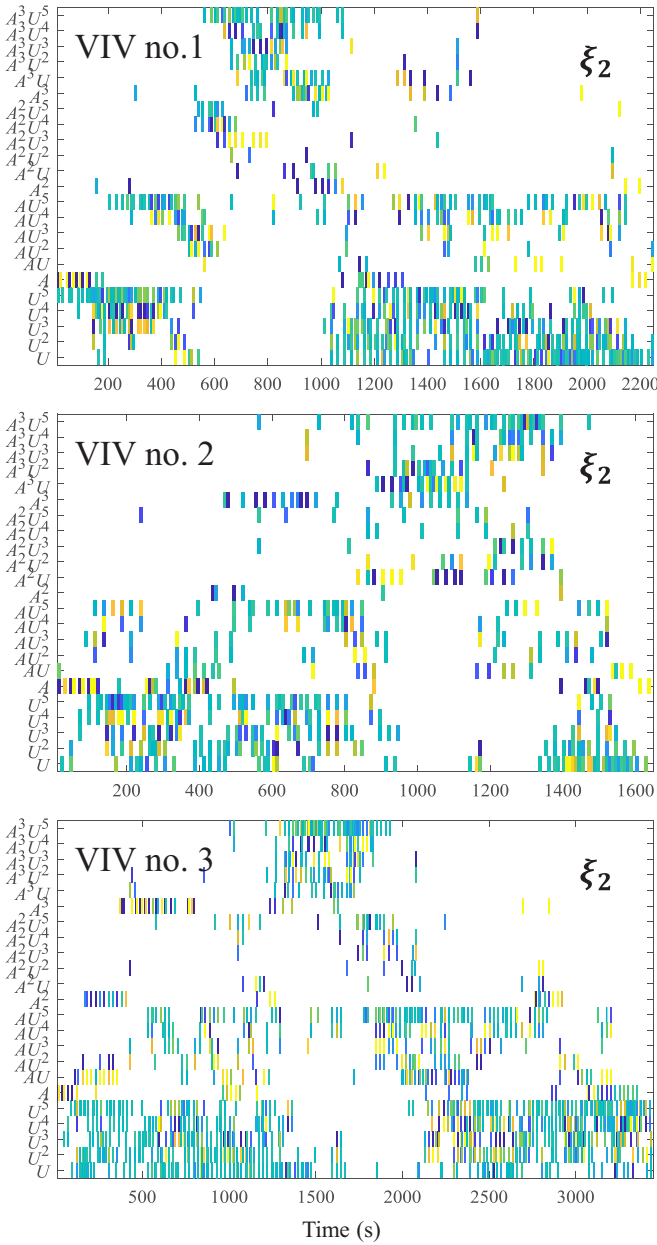 VIV no.1
ξ₂
A³U⁵
A³U⁴
A³U³
A³U²
A³U
A³
A²U⁵
A²U⁴
A²U³
A²U²
A²U
A²
AU⁵
AU⁴
AU³
AU²
AU
A
U⁵
U⁴
U³
U²
U
200 400 600 800 1000 1200 1400 1600 1800 2000 2200
VIV no. 2
ξ₂
A³U⁵
A³U⁴
A³U³
A³U²
A³U
A³
A²U⁵
A²U⁴
A²U³
A²U²
A²U
A²
AU⁵
AU⁴
AU³
AU²
AU
A
U⁵
U⁴
U³
U²
U
200 400 600 800 1000 1200 1400 1600
VIV no. 3
ξ₂
A³U⁵
A³U⁴
A³U³
A³U²
A³U
A³
A²U⁵
A²U⁴
A²U³
A²U²
A²U
A²
AU⁵
AU⁴
AU³
AU²
AU
A
U⁵
U⁴
U³
U²
U
500 1000 1500 2000 2500 3000
Time (s)